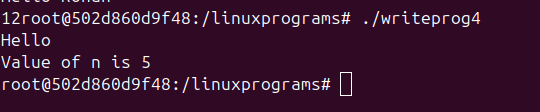 12root@502d860d9f48:/linuxprograms# ./writeprog4
Hello
Value of n is 5
root@502d860d9f48:/linuxprograms#